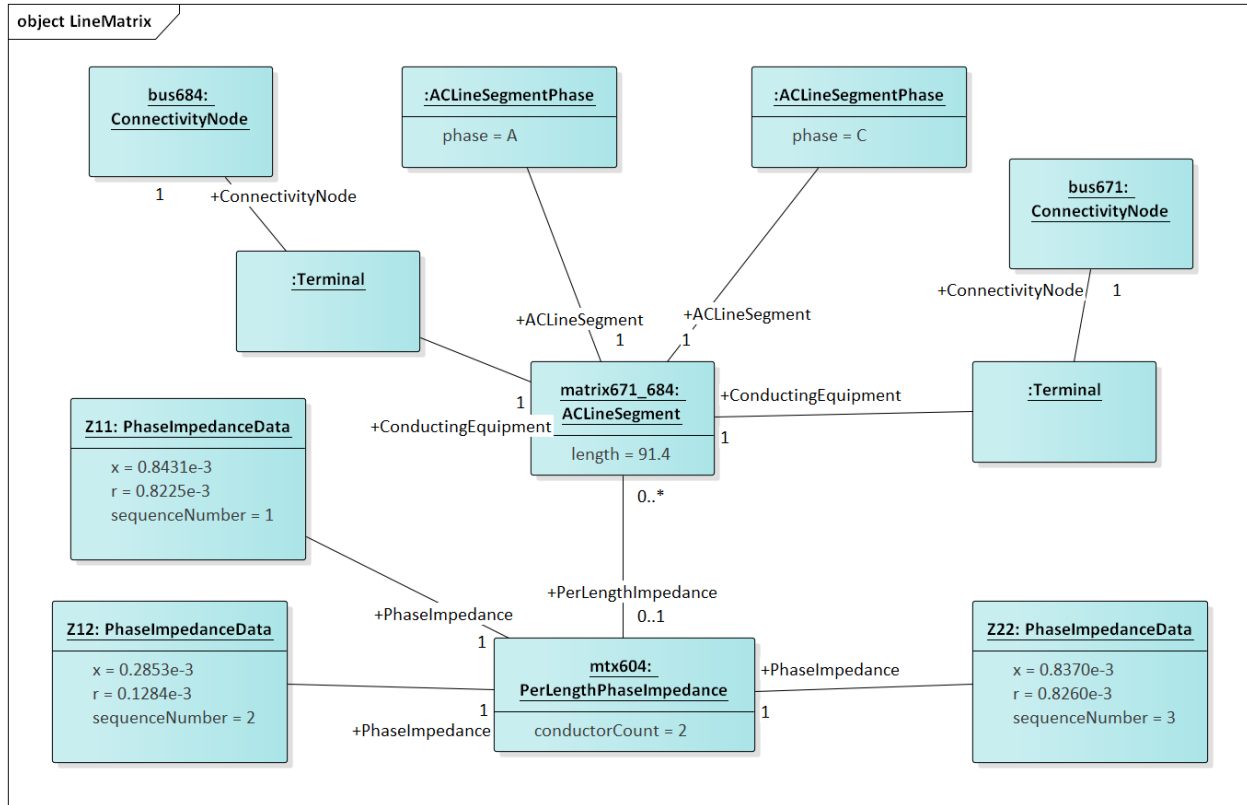 object LineMatrix
bus684:
ConnectivityNode
1
+ConnectivityNode
:ACLineSegmentPhase
phase = A
:ACLineSegmentPhase
phase = C
bus671:
ConnectivityNode
+ConnectivityNode
1
:Terminal
:Terminal
+ACLineSegment
1
+ACLineSegment
1
matrix671_684:
ACLineSegment
length = 91.4
1
+ConductingEquipment
+ConductingEquipment
1
0..*
+PerLengthImpedance
0..1
Z11: PhaseImpedanceData
x = 0.8431e-3
r = 0.8225e-3
sequenceNumber = 1
+PhaseImpedance
1
Z12: PhaseImpedanceData
x = 0.2853e-3
r = 0.1284e-3
sequenceNumber = 2
1
+PhaseImpedance
mtx604:
PerLengthPhaseImpedance
conductorCount = 2
+PhaseImpedance
1
Z22: PhaseImpedanceData
x = 0.8370e-3
r = 0.8260e-3
sequenceNumber = 3